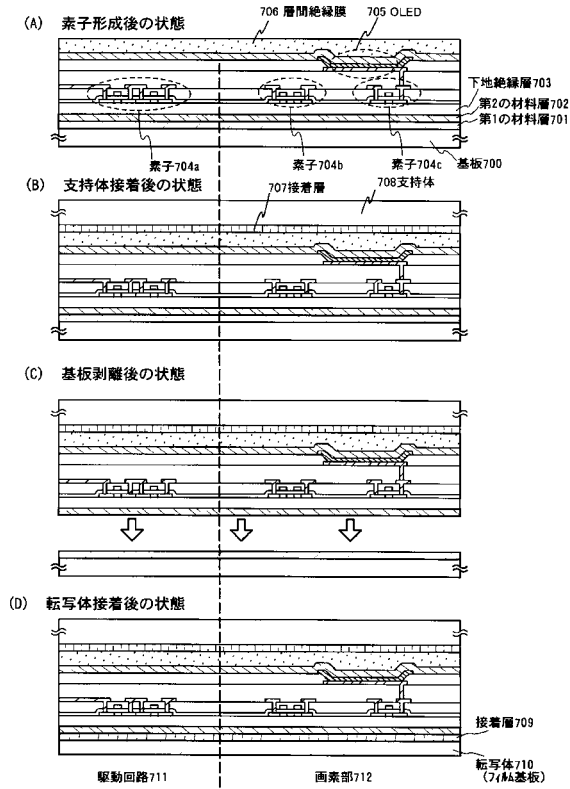 (A) 素子形成後の状態
706 層間絶縁膜
705 OLED
下地絶縁層703
第2の材料層702
第1の材料層701
素子704a
素子704b
素子704c
基板700
(B) 支持体接着後の状態
707接着層
708支持体
(C) 基板剥離後の状態
(D) 転写体接着後の状態
接着層709
転写体710
(フィルム基板)
駆動回路711
画素部712